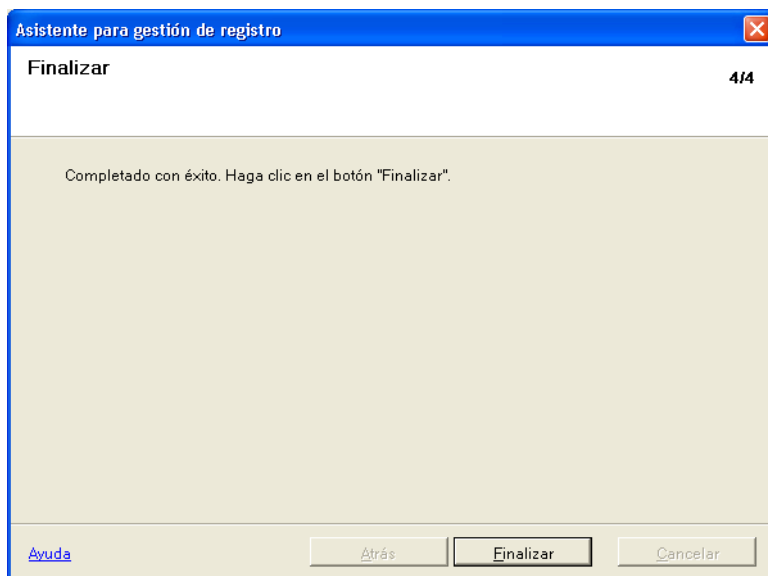 Asistente para gestión de registro
Finalizar
4/4
Completado con éxito. Haga clic en el botón "Finalizar".
Ayuda
Atrás
Finalizar
Cancelar